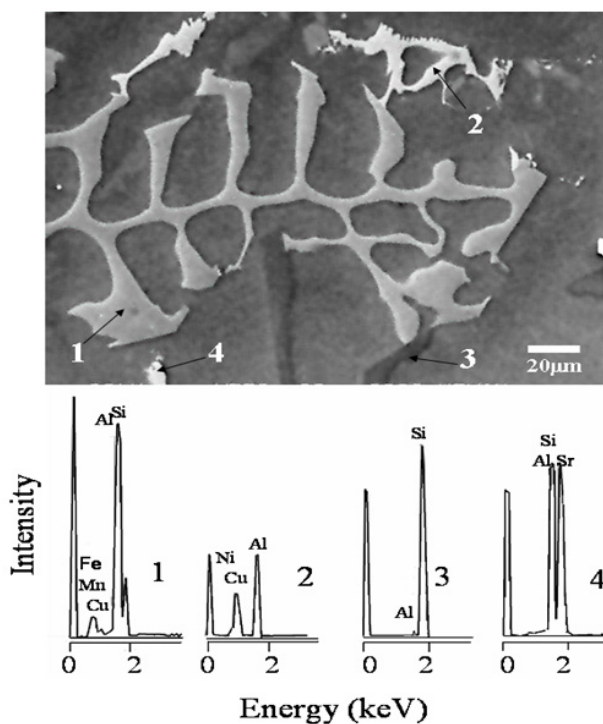 2
1
4
3
20μm
Intensity
Al Si
Fe
Mn
Cu
1
Ni
Cu
Al
2
Si
Al
3
Si
Al Sr
4
0 2
0 2
0 2
0 2
Energy (keV)